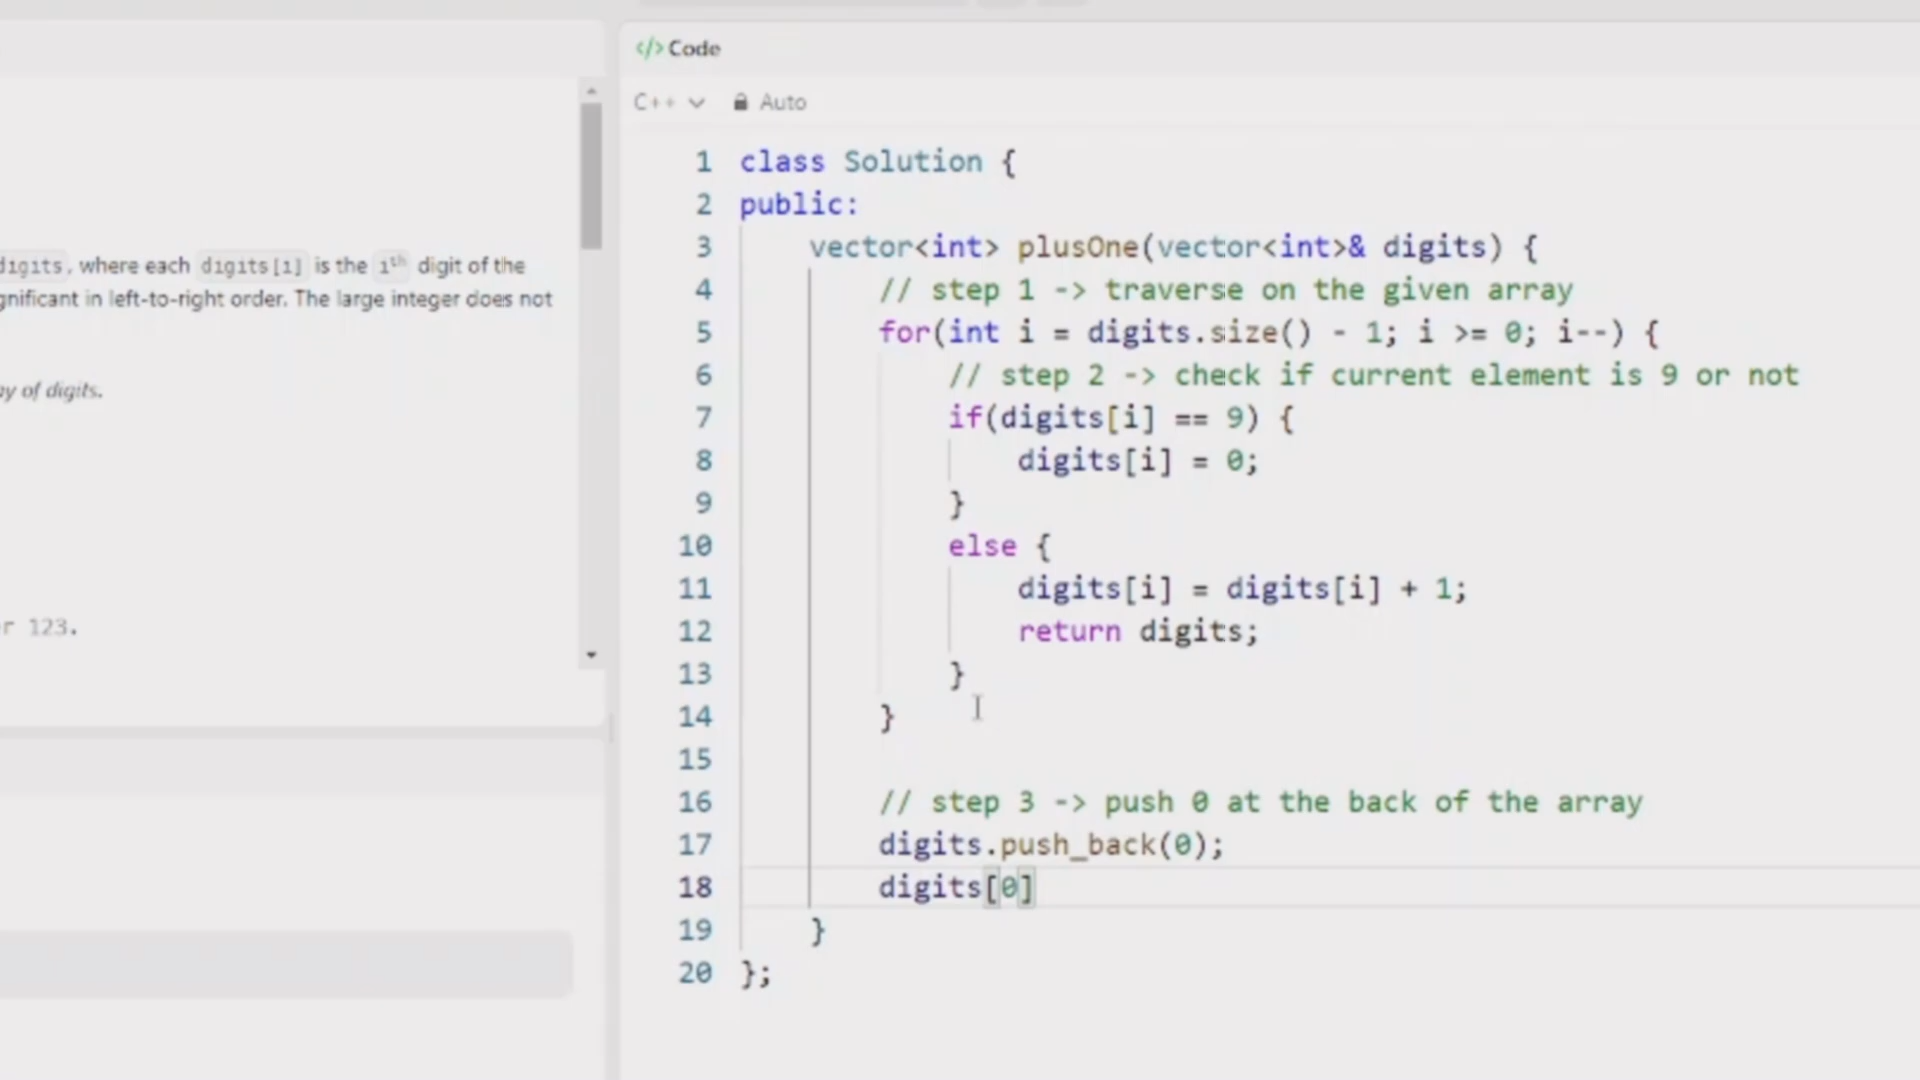 digits, where each digits[i] is the iᵗʰ digit of the
gnificant in left-to-right order. The large integer does not
y of digits.
r 123.
</> Code
C++ Auto
1 class Solution {
2 public:
3     vector<int> plusOne(vector<int>& digits) {
4         // step 1 -> traverse on the given array
5         for(int i = digits.size() - 1; i >= 0; i--) {
6             // step 2 -> check if current element is 9 or not
7             if(digits[i] == 9) {
8                 digits[i] = 0;
9             }
10             else {
11                 digits[i] = digits[i] + 1;
12                 return digits;
13             }
14         }
15
16         // step 3 -> push 0 at the back of the array
17         digits.push_back(0);
18         digits[0]
19     }
20 };